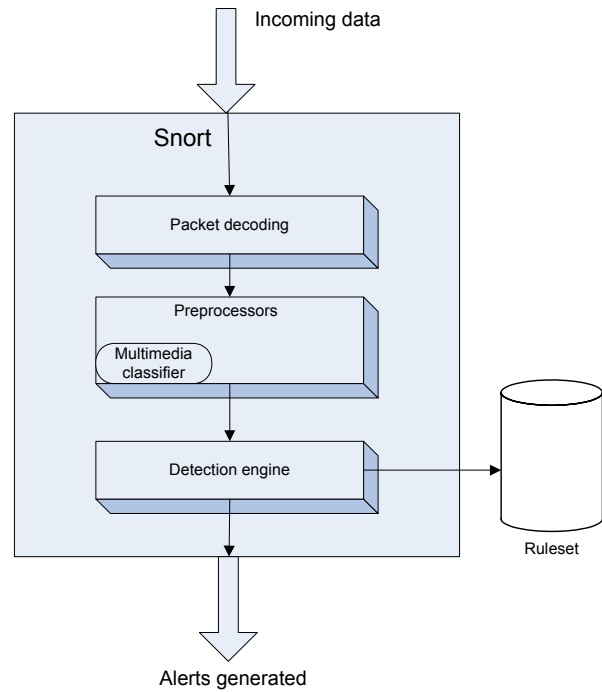 Incoming data
Snort
Packet decoding
Preprocessors
Multimedia
classifier
Detection engine
Ruleset
Alerts generated